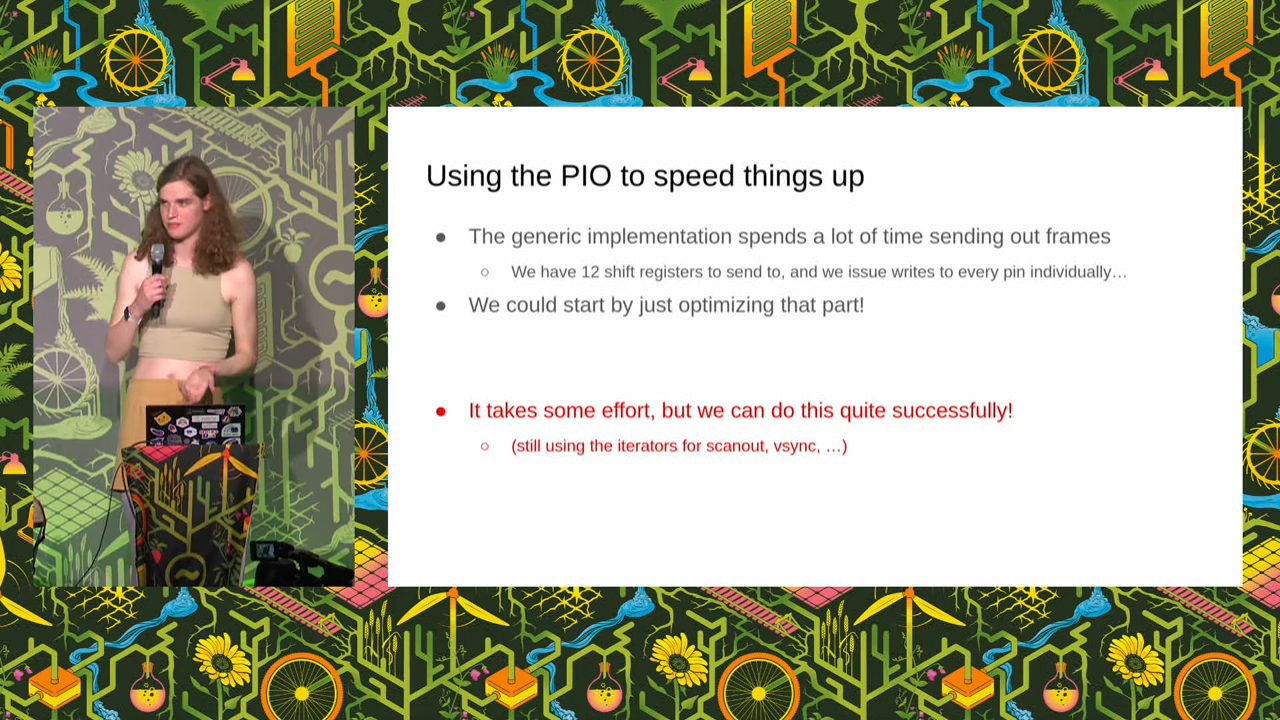 Using the PIO to speed things up
● The generic implementation spends a lot of time sending out frames
○ We have 12 shift registers to send to, and we issue writes to every pin individually…
● We could start by just optimizing that part!
● It takes some effort, but we can do this quite successfully!
○ (still using the iterators for scanout, vsync, …)